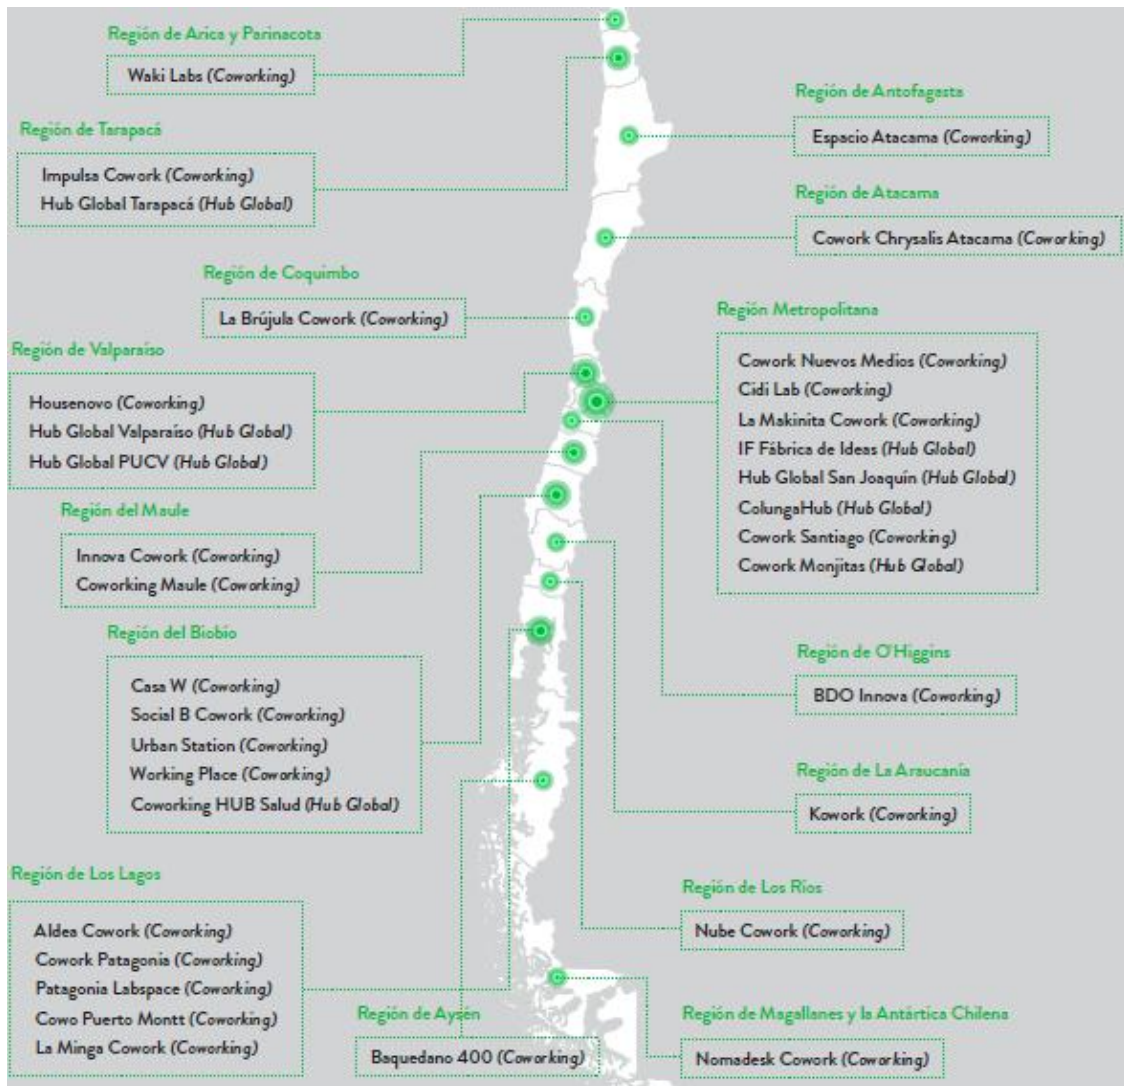 Región de Arica y Parinacota
Waki Labs (Coworking)
Región de Tarapacá
Impulsa Cowork (Coworking)
Hub Global Tarapacá (Hub Global)
Región de Antofagasta
Espacio Atacama (Coworking)
Región de Atacama
Cowork Chrysalis Atacama (Coworking)
Región de Coquimbo
La Brújula Cowork (Coworking)
Región de Valparaíso
Housenovo (Coworking)
Hub Global Valparaíso (Hub Global)
Hub Global PUCV (Hub Global)
Región Metropolitana
Cowork Nuevos Medios (Coworking)
Cidi Lab (Coworking)
La Makinita Cowork (Coworking)
IF Fábrica de Ideas (Hub Global)
Hub Global San Joaquín (Hub Global)
ColungaHub (Hub Global)
Cowork Santiago (Coworking)
Cowork Monjitas (Hub Global)
Región del Maule
Innova Cowork (Coworking)
Coworking Maule (Coworking)
Región del Biobío
Casa W (Coworking)
Social B Cowork (Coworking)
Urban Station (Coworking)
Working Place (Coworking)
Coworking HUB Salud (Hub Global)
Región de O'Higgins
BDO Innova (Coworking)
Región de La Araucanía
Kowork (Coworking)
Región de Los Lagos
Aldea Cowork (Coworking)
Cowork Patagonia (Coworking)
Patagonia Labspace (Coworking)
Cowo Puerto Montt (Coworking)
La Minga Cowork (Coworking)
Región de Los Ríos
Nube Cowork (Coworking)
Región de Aysén
Baquedano 400 (Coworking)
Región de Magallanes y la Antártica Chilena
Nomadesk Cowork (Coworking)